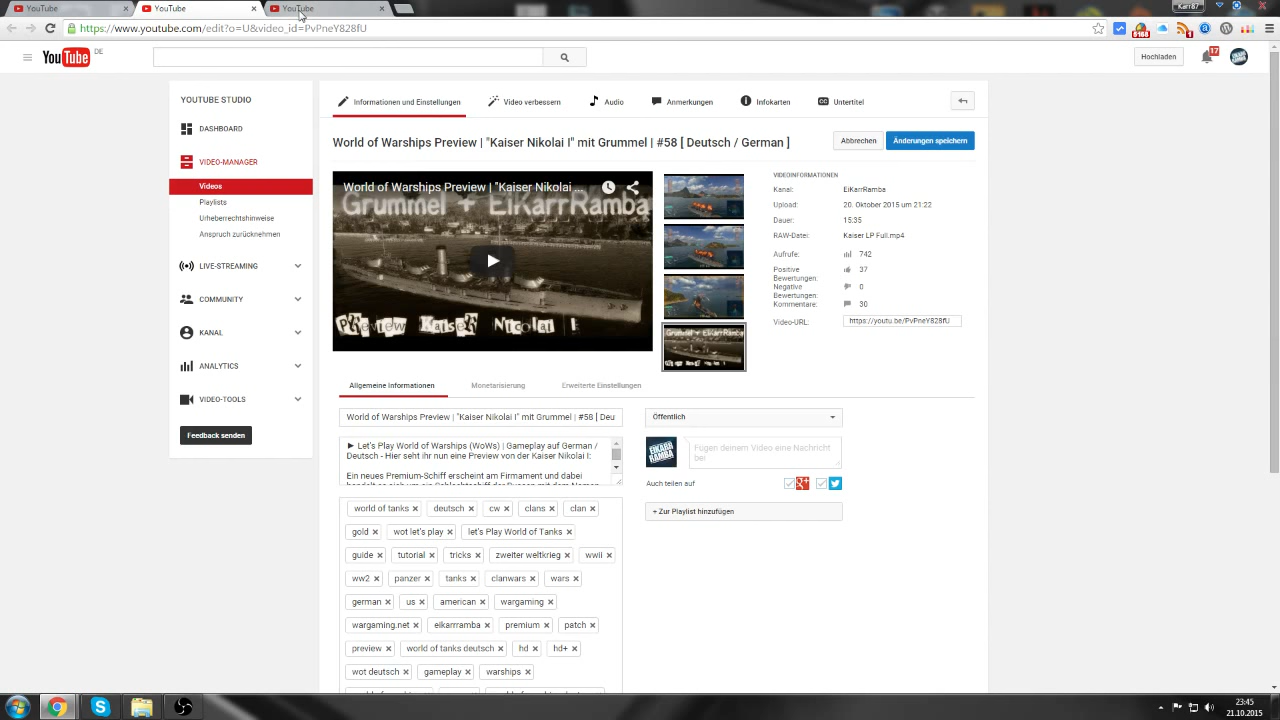 YouTube
YouTube
YouTube
Karr87
https://www.youtube.com/edit?o=U&video_id=PvPneY828fU
YouTube DE
Hochladen
17
YOUTUBE STUDIO
DASHBOARD
VIDEO-MANAGER
Videos
Playlists
Urheberrechtshinweise
Anspruch zurücknehmen
LIVE-STREAMING
COMMUNITY
KANAL
ANALYTICS
VIDEO-TOOLS
Feedback senden
Informationen und Einstellungen
Video verbessern
Audio
Anmerkungen
Infokarten
CC Untertitel
World of Warships Preview | "Kaiser Nikolai I" mit Grummel | #58 [ Deutsch / German ]
Abbrechen
Änderungen speichern
World of Warships Preview | "Kaiser Nikolai ...
Grummel + EiKarrRamba
Preview: Kaiser Nicolai I
VIDEOINFORMATIONEN
Kanal: EiKarrRamba
Upload: 20. Oktober 2015 um 21:22
Dauer: 15:35
RAW-Datei: Kaiser LP Full.mp4
Aufrufe: 742
Positive Bewertungen: 37
Negative Bewertungen: 0
Kommentare: 30
Video-URL: https://youtu.be/PvPneY828fU
Allgemeine Informationen
Monetarisierung
Erweiterte Einstellungen
World of Warships Preview | "Kaiser Nikolai I" mit Grummel | #58 [ Deu
► Let's Play World of Warships (WoWs) | Gameplay auf German /
Deutsch - Hier seht ihr nun eine Preview von der Kaiser Nikolai I:
Ein neues Premium-Schiff erscheint am Firmament und dabei
Öffentlich
EIKARR RAMBA
Fügen deinem Video eine Nachricht
bei
Auch teilen auf
g+
+ Zur Playlist hinzufügen
world of tanks × deutsch × cw × clans × clan ×
gold × wot let's play × let's Play World of Tanks ×
guide × tutorial × tricks × zweiter weltkrieg × wwii ×
ww2 × panzer × tanks × clanwars × wars ×
german × us × american × wargaming ×
wargaming.net × eikarrramba × premium × patch ×
preview × world of tanks deutsch × hd × hd+ ×
wot deutsch × gameplay × warships ×
23:45
21.10.2015